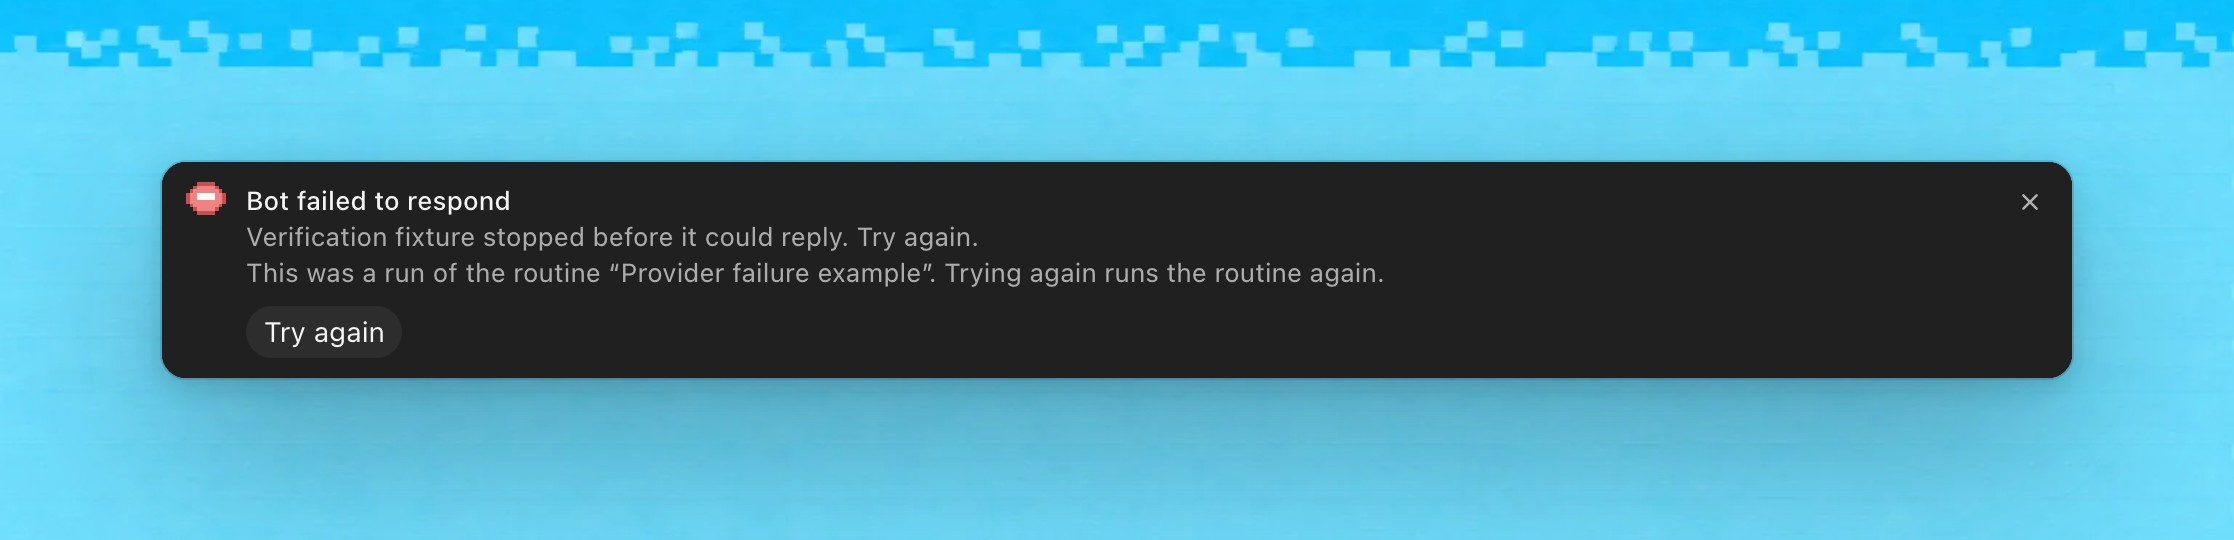 Bot failed to respond
Verification fixture stopped before it could reply. Try again.
This was a run of the routine “Provider failure example”. Trying again runs the routine again.
Try again